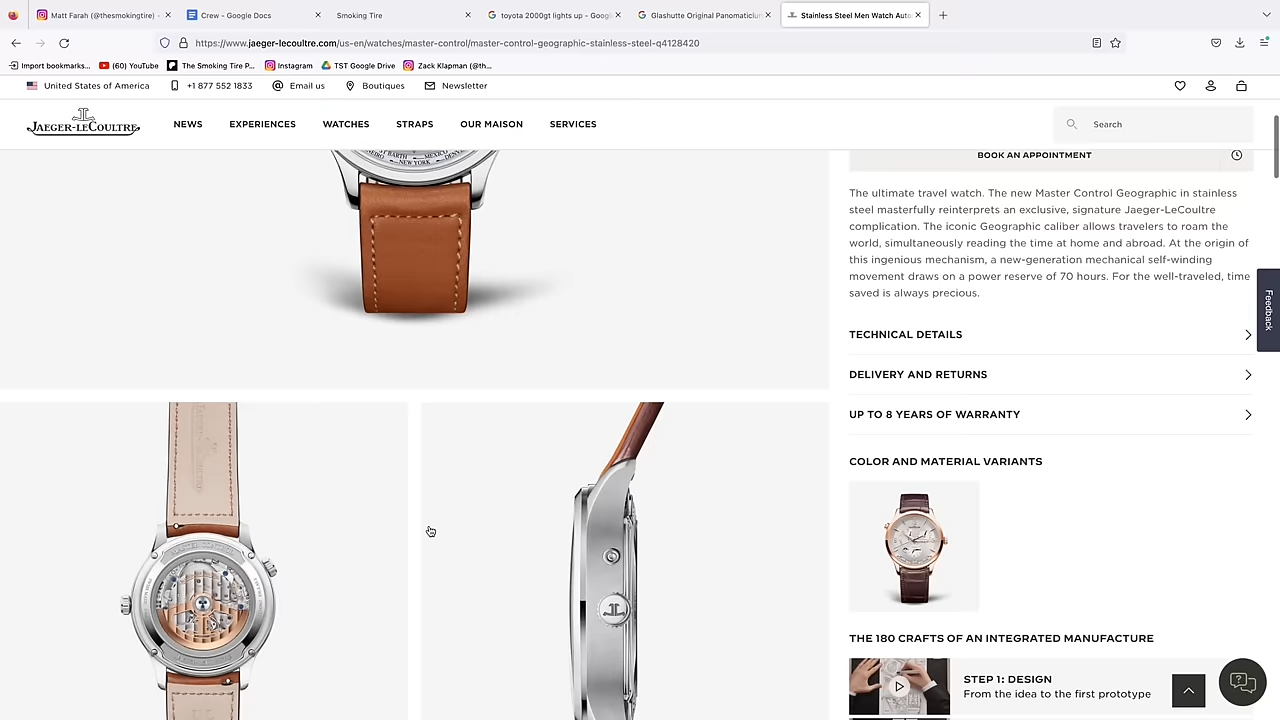 Matt Farah (@thesmokingtire) •
Crew - Google Docs
Smoking Tire
toyota 2000gt lights up - Goog
Glashutte Original Panomaticlun
Stainless Steel Men Watch Auto
https://www.jaeger-lecoultre.com/us-en/watches/master-control/master-control-geographic-stainless-steel-q4128420
Import bookmarks...
(60) YouTube
The Smoking Tire P...
Instagram
TST Google Drive
Zack Klapman (@th...
United States of America
+1 877 552 1833
Email us
Boutiques
Newsletter
JAEGER-LECOULTRE
NEWS
EXPERIENCES
WATCHES
STRAPS
OUR MAISON
SERVICES
Search
NEW YORK
BOOK AN APPOINTMENT
The ultimate travel watch. The new Master Control Geographic in stainless
steel masterfully reinterprets an exclusive, signature Jaeger-LeCoultre
complication. The iconic Geographic caliber allows travelers to roam the
world, simultaneously reading the time at home and abroad. At the origin of
this ingenious mechanism, a new-generation mechanical self-winding
movement draws on a power reserve of 70 hours. For the well-traveled, time
saved is always precious.
Feedback
TECHNICAL DETAILS
DELIVERY AND RETURNS
UP TO 8 YEARS OF WARRANTY
COLOR AND MATERIAL VARIANTS
THE 180 CRAFTS OF AN INTEGRATED MANUFACTURE
STEP 1: DESIGN
From the idea to the first prototype